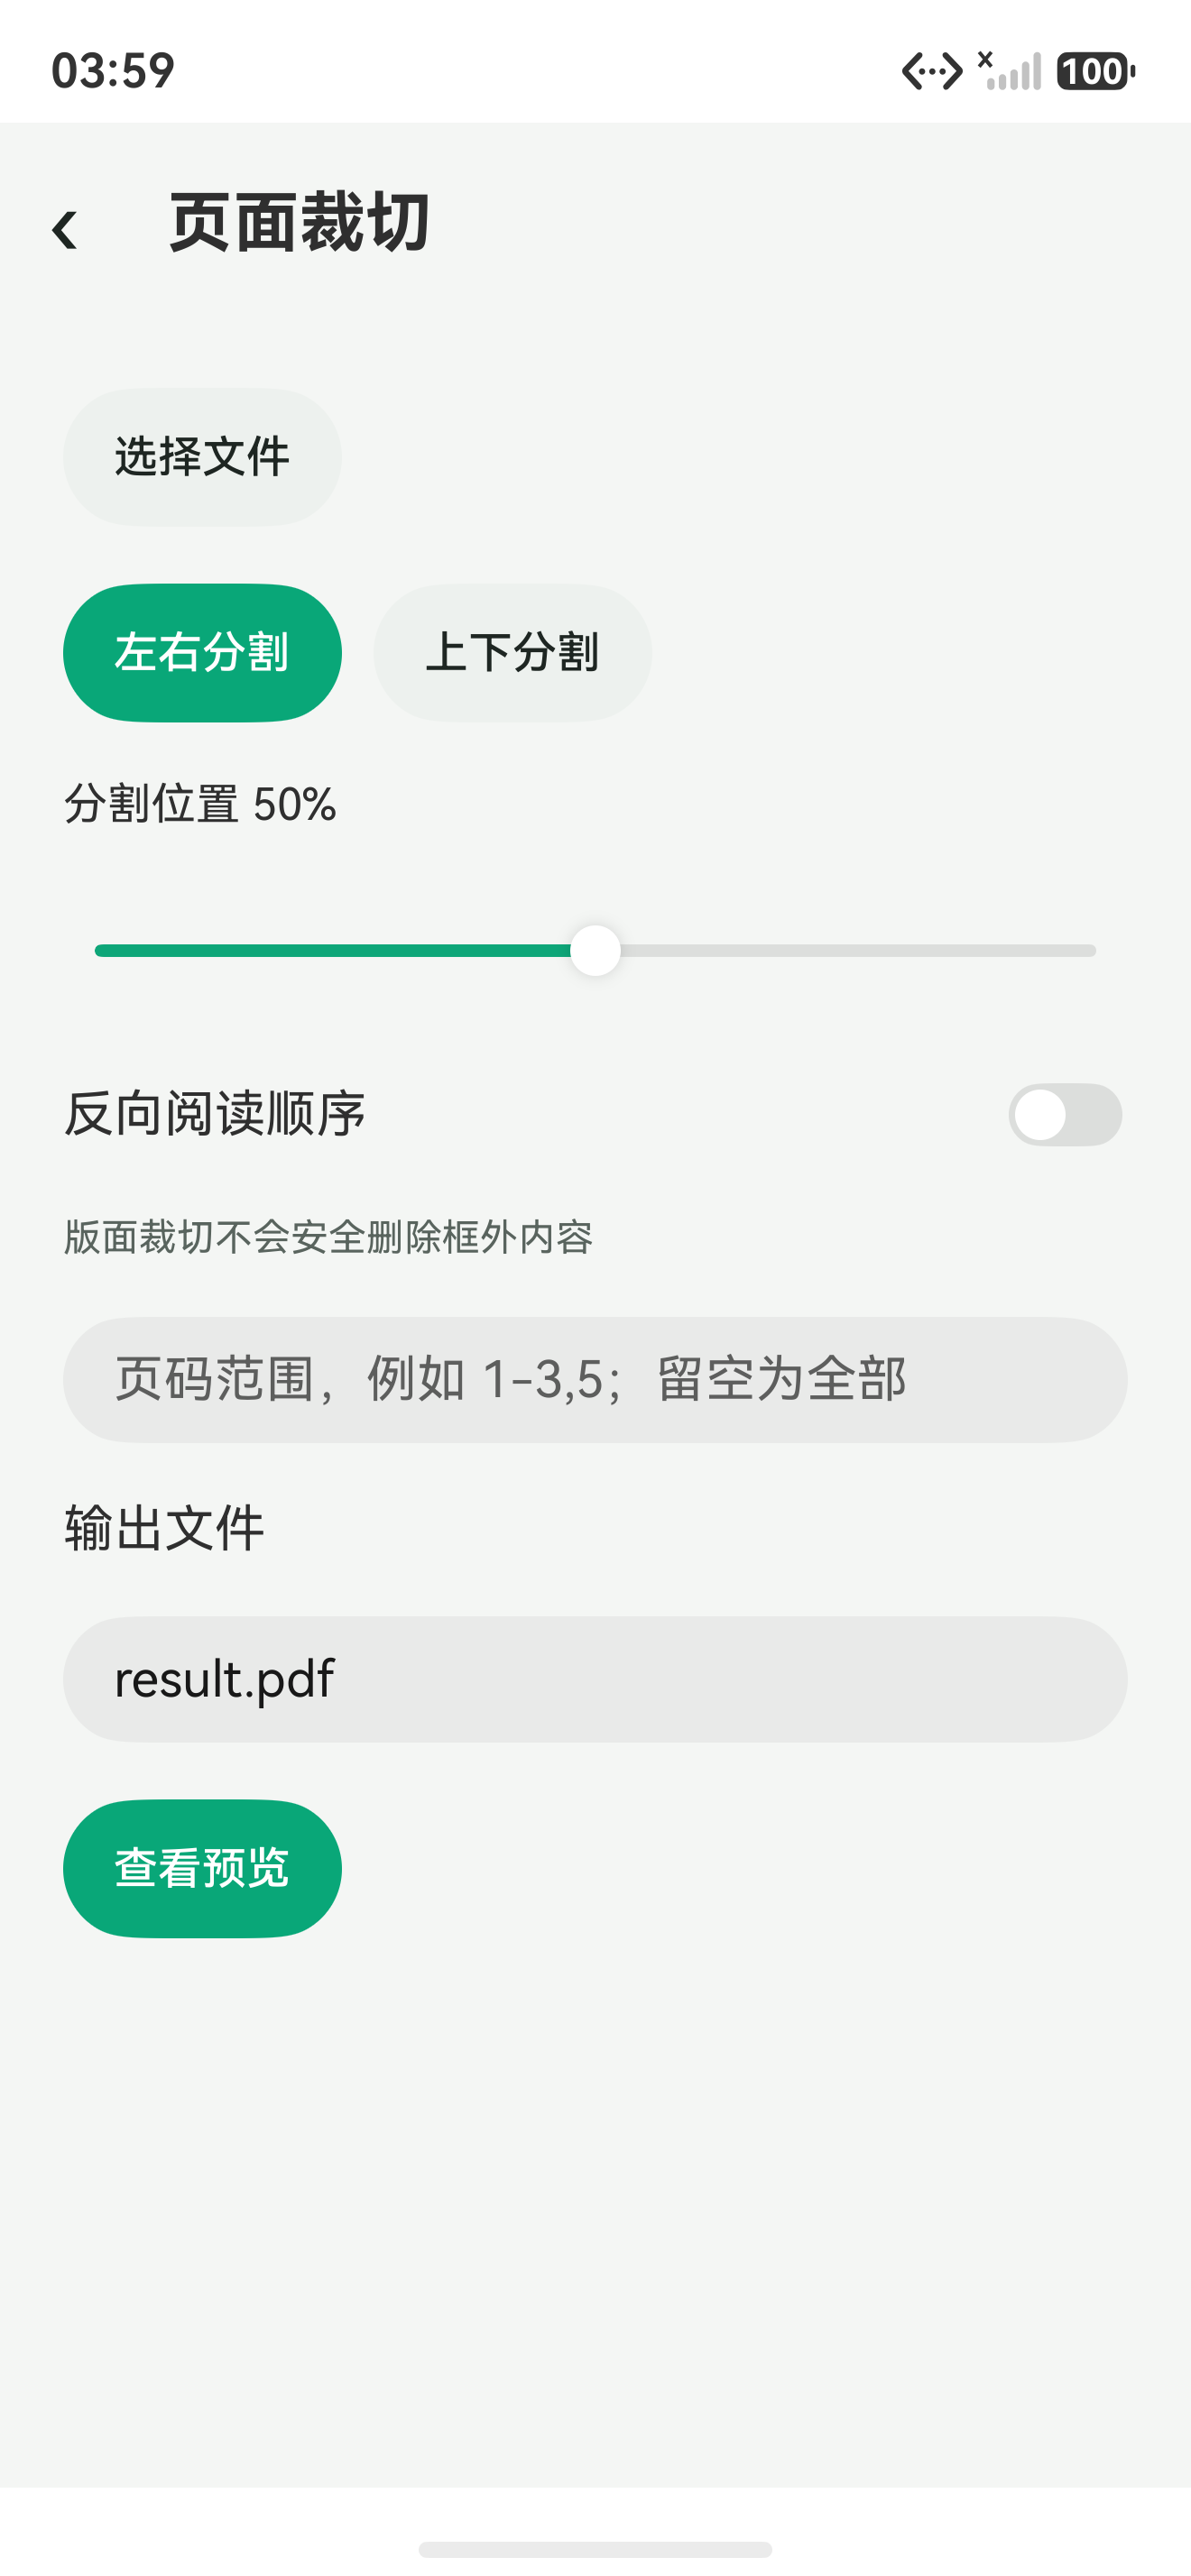 03:59
100
页面裁切
选择文件
左右分割 上下分割
分割位置 50%
反向阅读顺序
版面裁切不会安全删除框外内容
页码范围，例如 1-3,5；留空为全部
输出文件
result.pdf
查看预览